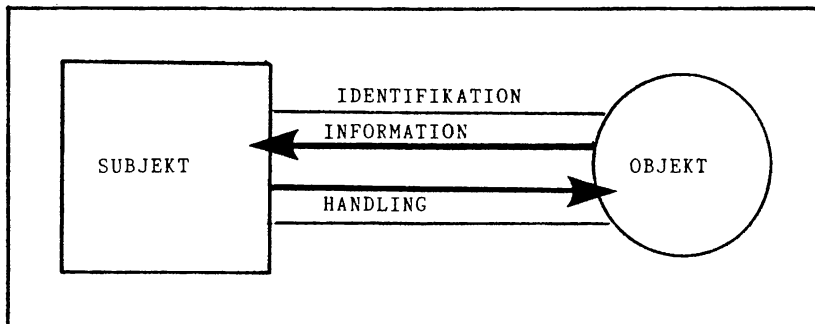 IDENTIFIKATION
INFORMATION
SUBJEKT
OBJEKT
HANDLING